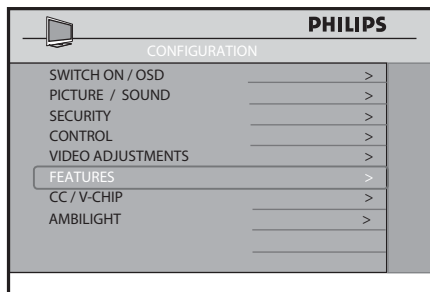 PHILIPS
CONFIGURATION
SWITCH ON / OSD >
PICTURE / SOUND >
SECURITY >
CONTROL >
VIDEO ADJUSTMENTS >
FEATURES >
CC / V-CHIP >
AMBILIGHT >